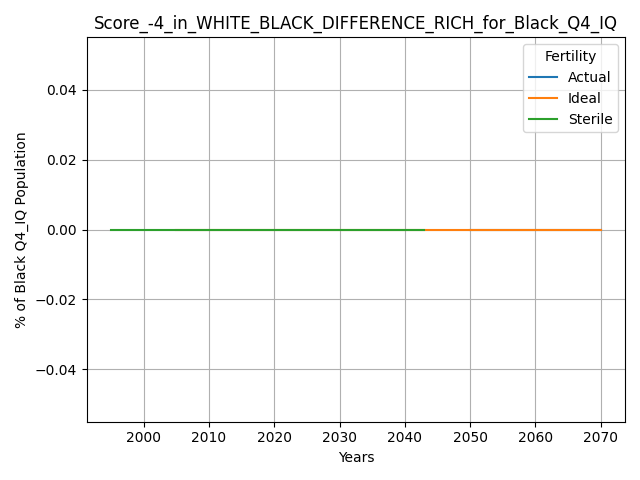 Score_-4_in_WHITE_BLACK_DIFFERENCE_RICH_for_Black_Q4_IQ
Fertility
Actual
Ideal
Sterile
% of Black Q4_IQ Population
0.04
0.02
0.00
−0.02
−0.04
2000 2010 2020 2030 2040 2050 2060 2070
Years